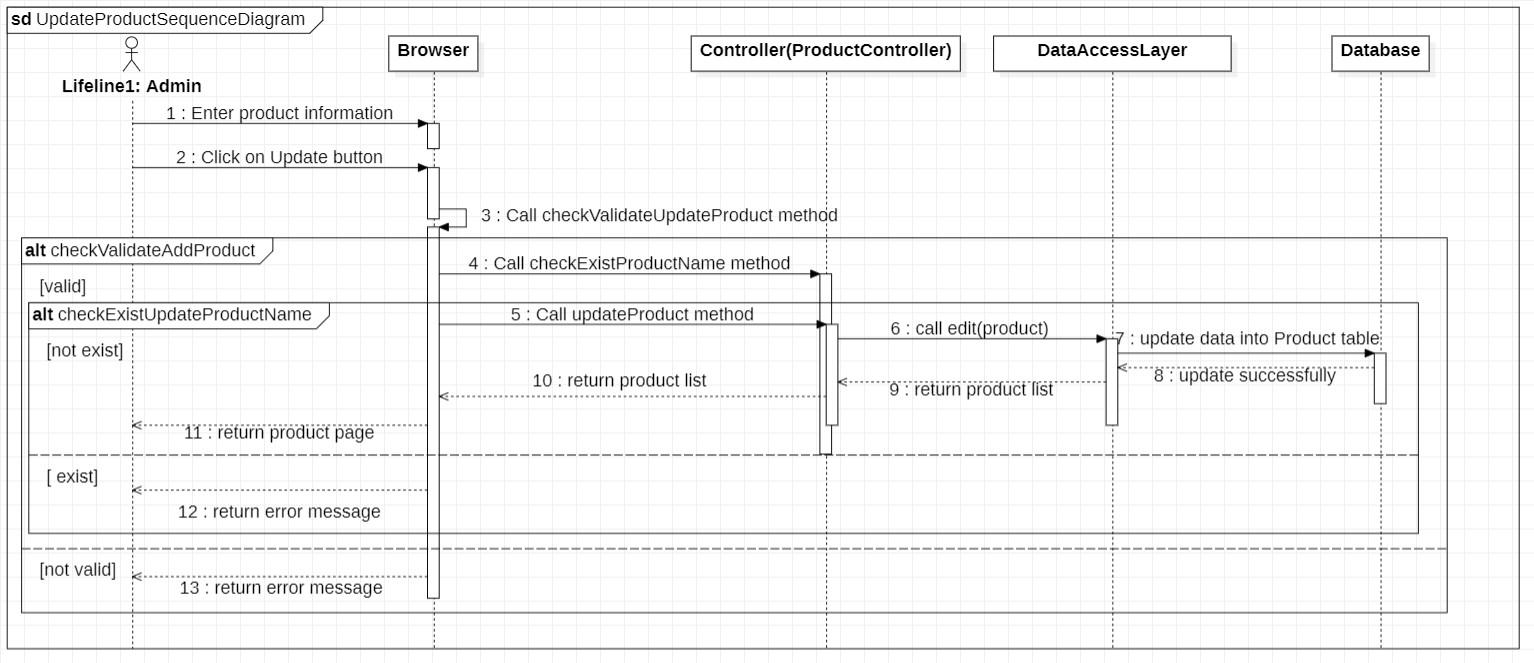 sd UpdateProductSequenceDiagram
Lifeline1: Admin
Browser
Controller(ProductController)
DataAccessLayer
Database
1 : Enter product information
2 : Click on Update button
3 : Call checkValidateUpdateProduct method
alt checkValidateAddProduct
[valid]
4 : Call checkExistProductName method
alt checkExistUpdateProductName
5 : Call updateProduct method
[not exist]
6 : call edit(product)
7 : update data into Product table
8 : update successfully
9 : return product list
10 : return product list
11 : return product page
[ exist]
12 : return error message
[not valid]
13 : return error message